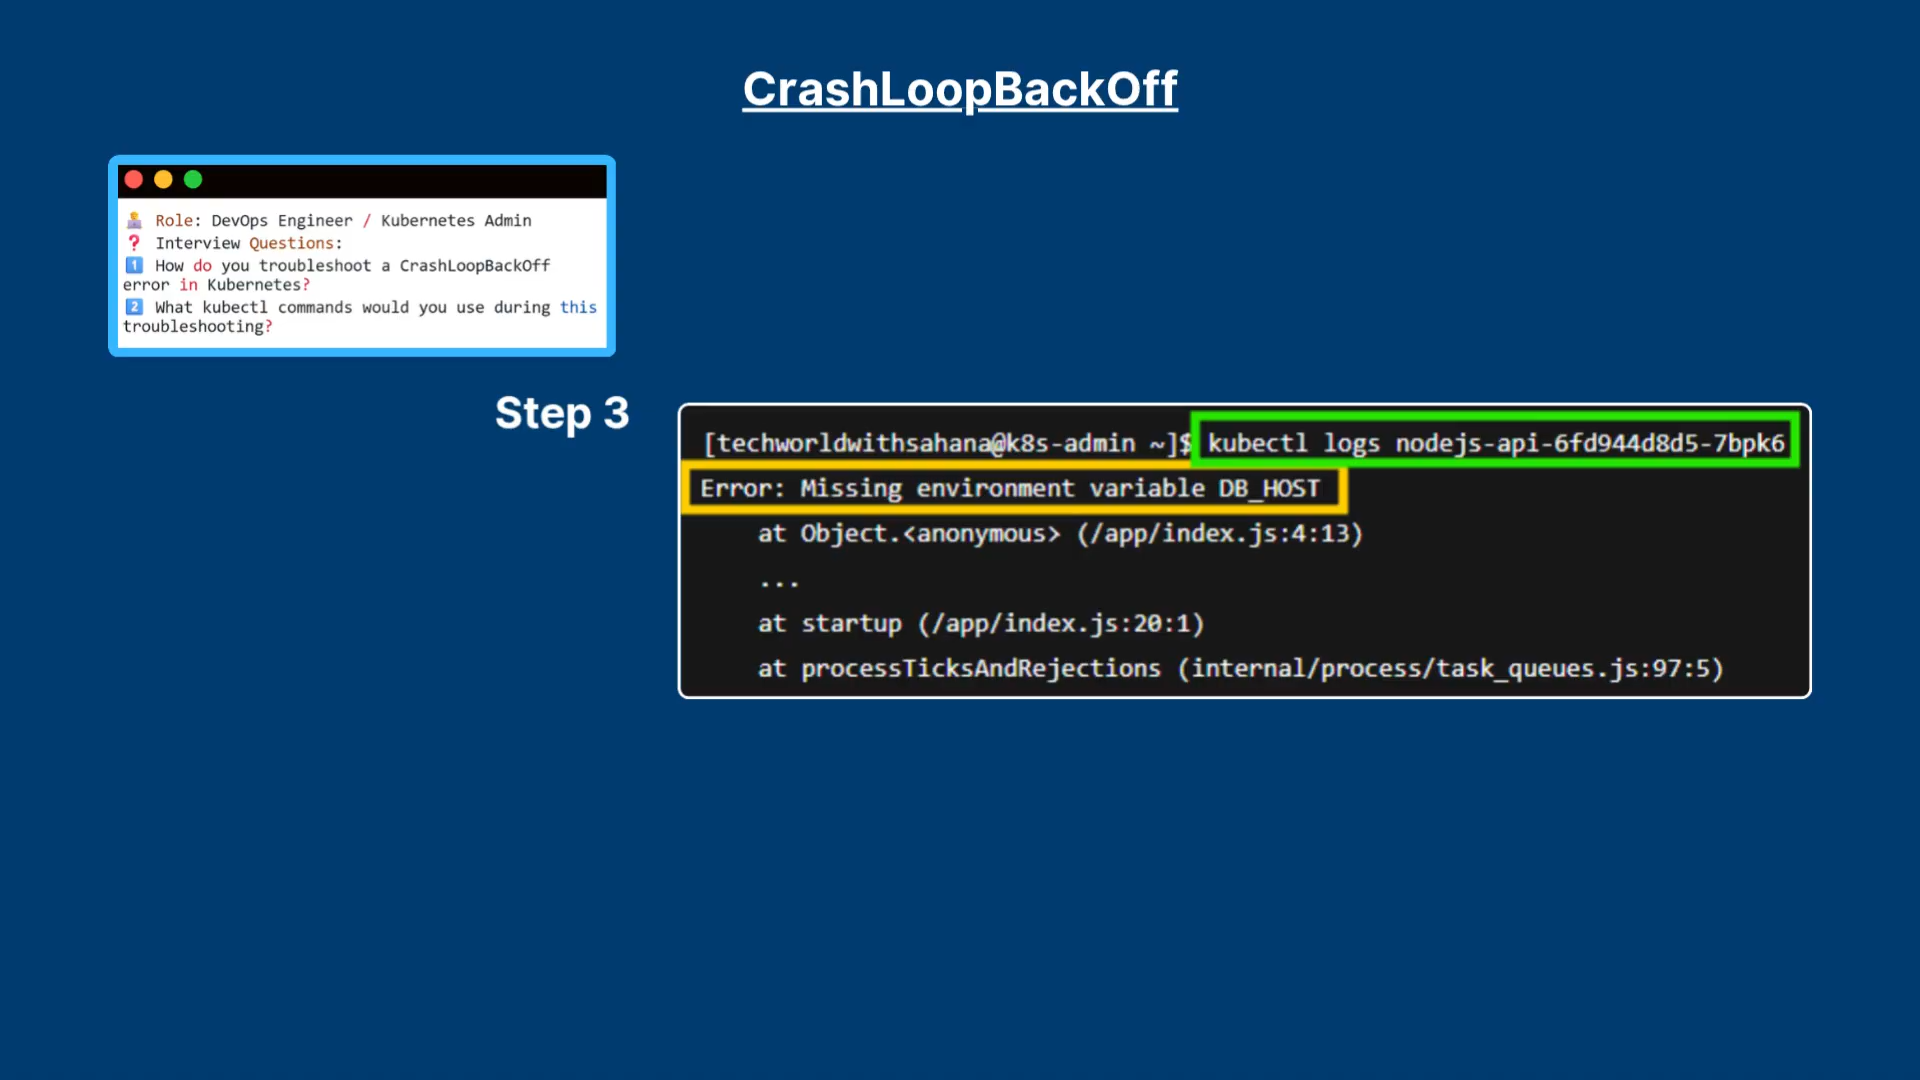 CrashLoopBackOff
Role: DevOps Engineer / Kubernetes Admin
❓ Interview Questions:
1️⃣ How do you troubleshoot a CrashLoopBackOff
error in Kubernetes?
2️⃣ What kubectl commands would you use during this
troubleshooting?
Step 3
[techworldwithsahana@k8s-admin ~]$ kubectl logs nodejs-api-6fd944d8d5-7bpk6
Error: Missing environment variable DB_HOST
at Object.<anonymous> (/app/index.js:4:13)
...
at startup (/app/index.js:20:1)
at processTicksAndRejections (internal/process/task_queues.js:97:5)